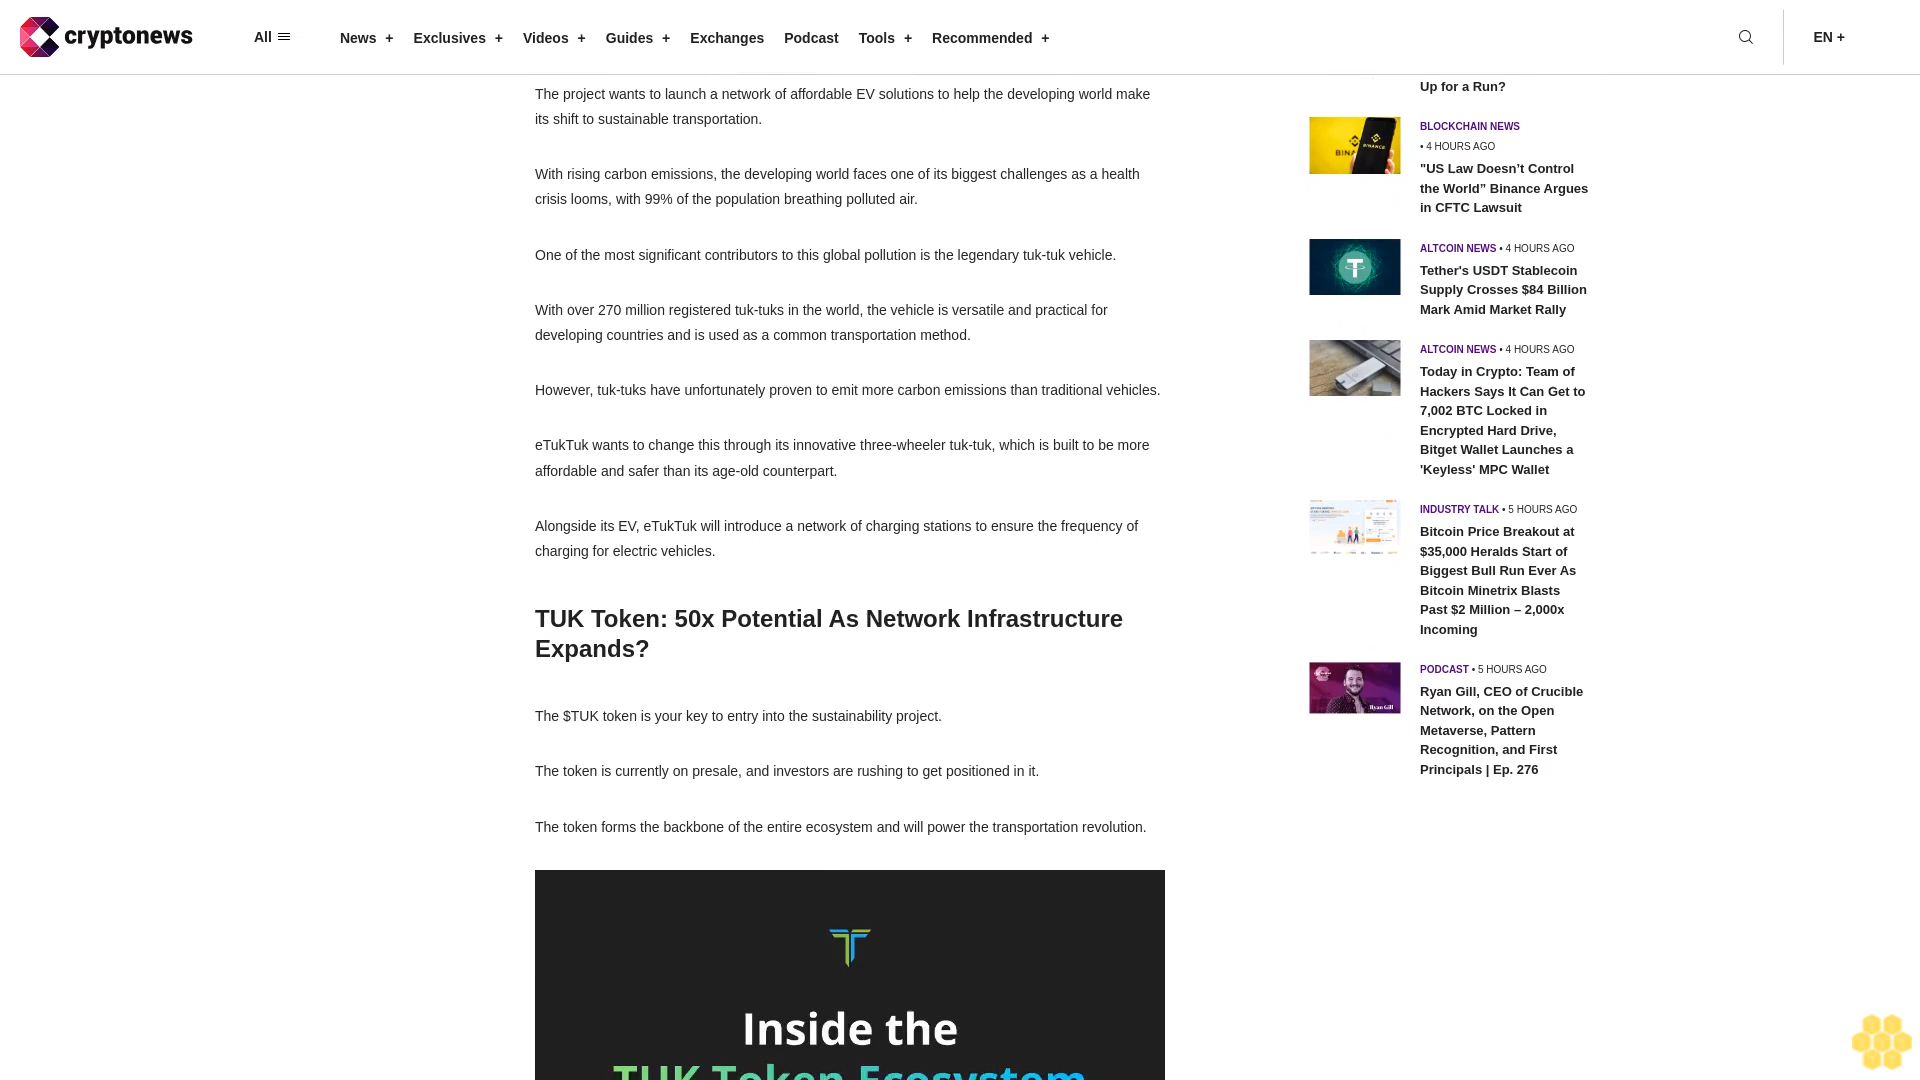 cryptonews
All
News +
Exclusives +
Videos +
Guides +
Exchanges
Podcast
Tools +
Recommended +
EN +
The project wants to launch a network of affordable EV solutions to help the developing world make
its shift to sustainable transportation.
With rising carbon emissions, the developing world faces one of its biggest challenges as a health
crisis looms, with 99% of the population breathing polluted air.
One of the most significant contributors to this global pollution is the legendary tuk-tuk vehicle.
With over 270 million registered tuk-tuks in the world, the vehicle is versatile and practical for
developing countries and is used as a common transportation method.
However, tuk-tuks have unfortunately proven to emit more carbon emissions than traditional vehicles.
eTukTuk wants to change this through its innovative three-wheeler tuk-tuk, which is built to be more
affordable and safer than its age-old counterpart.
Alongside its EV, eTukTuk will introduce a network of charging stations to ensure the frequency of
charging for electric vehicles.
TUK Token: 50x Potential As Network Infrastructure
Expands?
The $TUK token is your key to entry into the sustainability project.
The token is currently on presale, and investors are rushing to get positioned in it.
The token forms the backbone of the entire ecosystem and will power the transportation revolution.
Inside the
TUK Token Ecosystem
Up for a Run?
BINANCE
BLOCKCHAIN NEWS
• 4 HOURS AGO
"US Law Doesn’t Control
the World” Binance Argues
in CFTC Lawsuit
ALTCOIN NEWS • 4 HOURS AGO
Tether's USDT Stablecoin
Supply Crosses $84 Billion
Mark Amid Market Rally
ALTCOIN NEWS • 4 HOURS AGO
Today in Crypto: Team of
Hackers Says It Can Get to
7,002 BTC Locked in
Encrypted Hard Drive,
Bitget Wallet Launches a
'Keyless' MPC Wallet
INDUSTRY TALK • 5 HOURS AGO
Bitcoin Price Breakout at
$35,000 Heralds Start of
Biggest Bull Run Ever As
Bitcoin Minetrix Blasts
Past $2 Million – 2,000x
Incoming
Ryan Gill
PODCAST • 5 HOURS AGO
Ryan Gill, CEO of Crucible
Network, on the Open
Metaverse, Pattern
Recognition, and First
Principals | Ep. 276